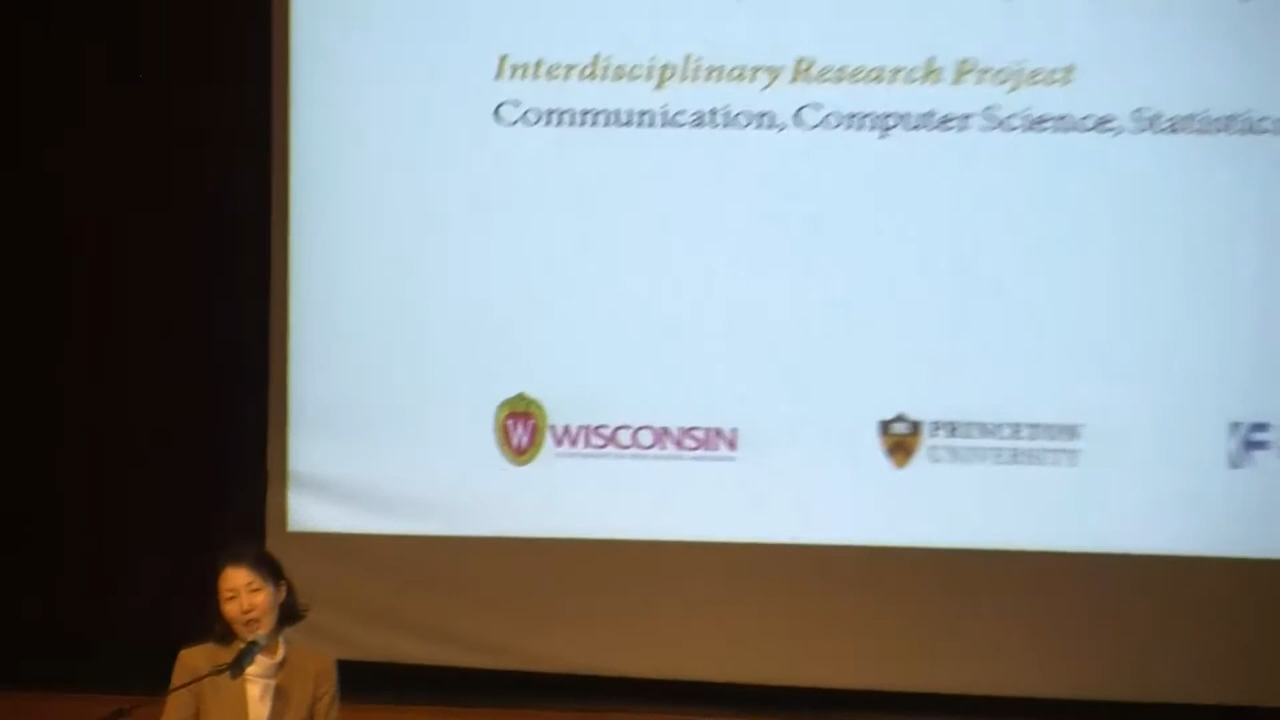 Interdisciplinary Research Project
Communication, Computer Science, Statistics
W WISCONSIN
PRINCETON
UNIVERSITY